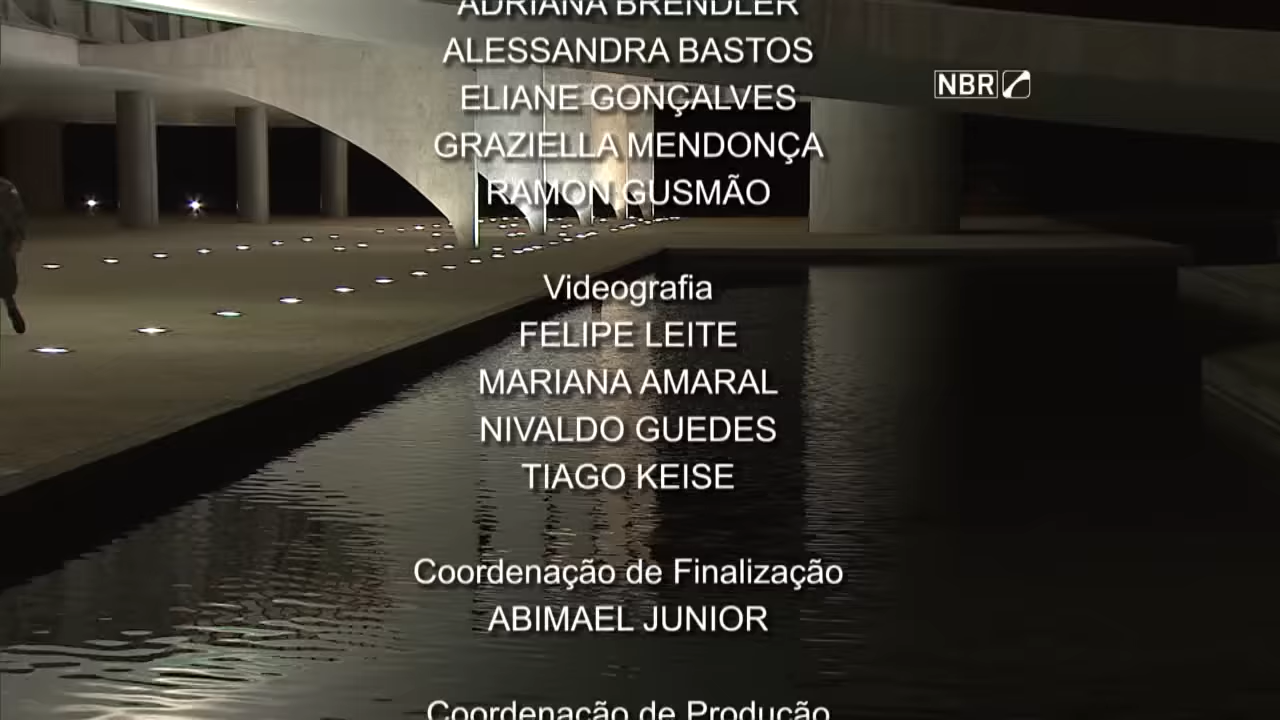 ADRIANA BRENDLER
ALESSANDRA BASTOS
NBR
ELIANE GONÇALVES
GRAZIELLA MENDONÇA
RAMON GUSMÃO
Videografia
FELIPE LEITE
MARIANA AMARAL
NIVALDO GUEDES
TIAGO KEISE
Coordenação de Finalização
ABIMAEL JUNIOR
Coordenação de Produção